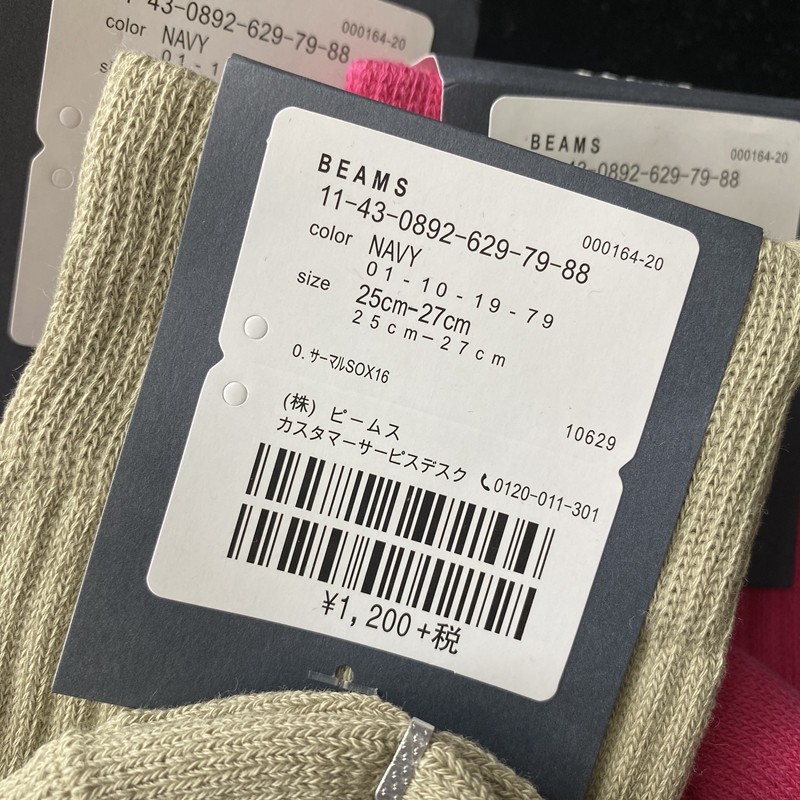 43-0892-629-79-88
000164-20
color NAVY
BEAMS
000164-20
0892-629-79-88
BEAMS
11-43-0892-629-79-88
000164-20
color NAVY
01-10-19-79
size 25cm-27cm
25cm-27cm
0. サーマルSOX16
(株) ビームス
10629
カスタマーサービスデスク 0120-011-301
¥1,200+税